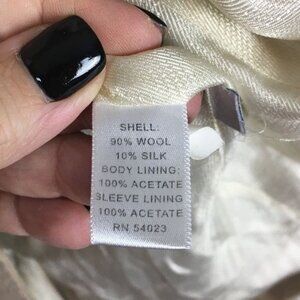 SHELL:
90% WOOL
10% SILK
BODY LINING:
100% ACETATE
SLEEVE LINING
100% ACETATE
RN 54023